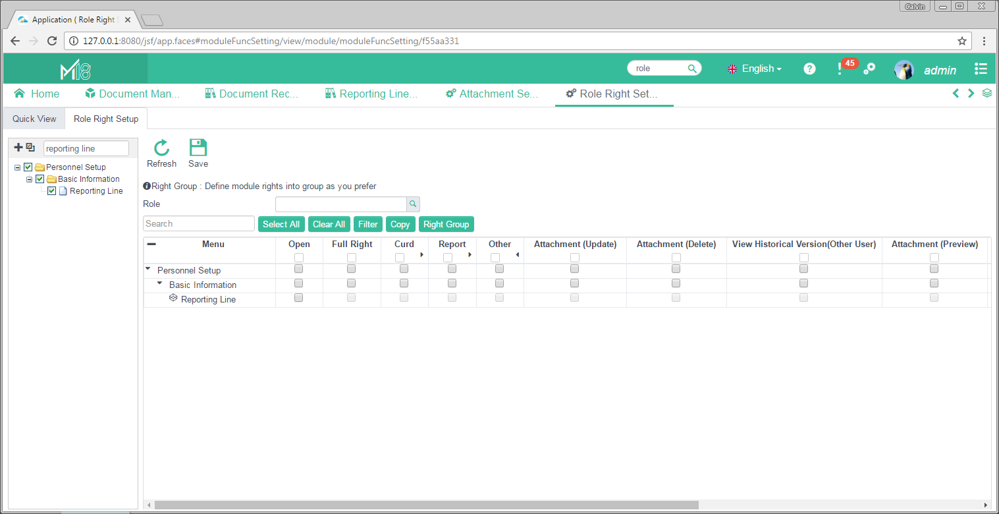 Calvin
Application ( Role Right S
127.0.0.1:8080/jsf/app.faces#moduleFuncSetting/view/module/moduleFuncSetting/f55aa331
M18 role English ? 45 admin
Home Document Man... Document Rec... Reporting Line... Attachment Se... Role Right Set...
Quick View Role Right Setup
reporting line
Personnel Setup
Basic Information
Reporting Line
Refresh Save
Right Group : Define module rights into group as you prefer
Role
Search Select All Clear All Filter Copy Right Group
Menu Open Full Right Curd Report Other Attachment (Update) Attachment (Delete) View Historical Version(Other User) Attachment (Preview)
Personnel Setup
Basic Information
Reporting Line